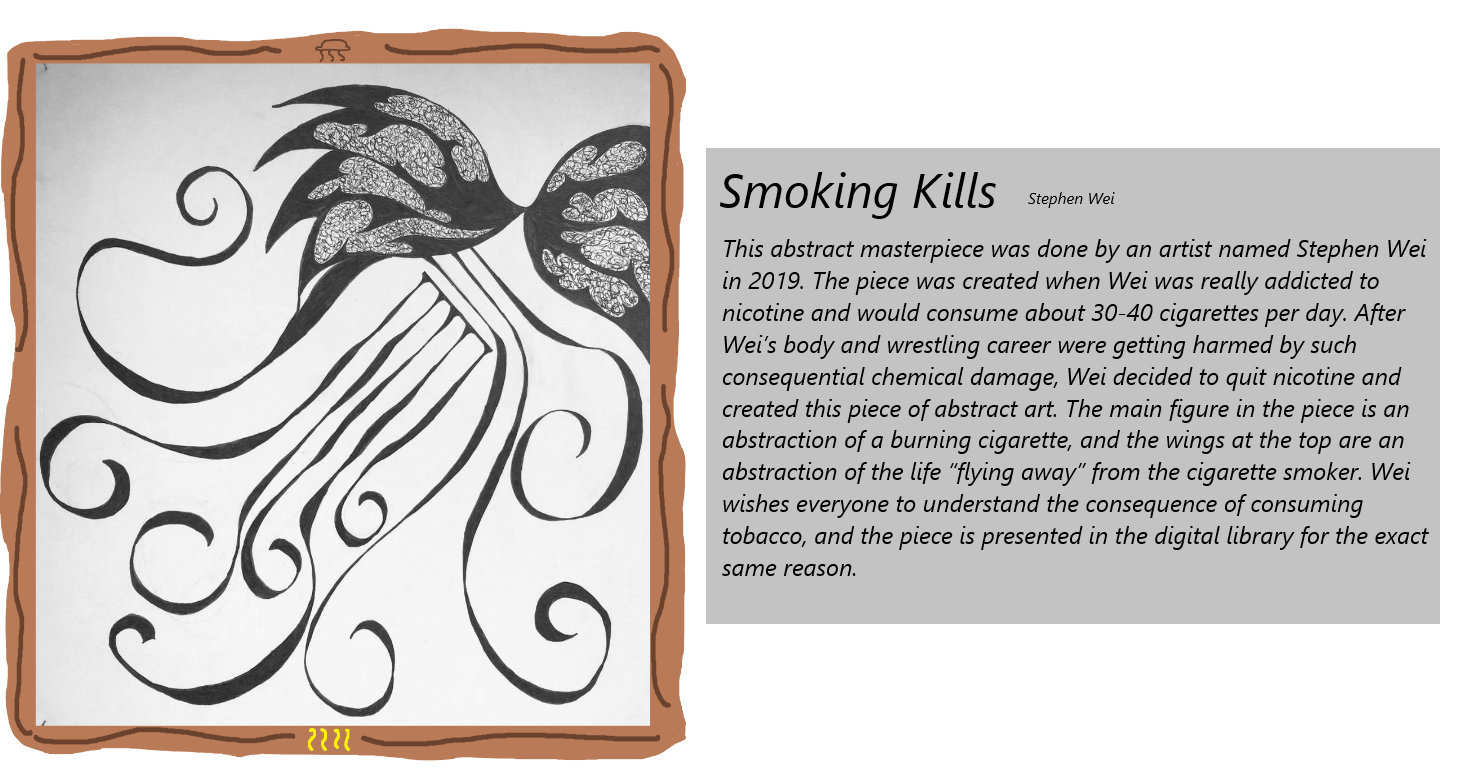 Smoking Kills Stephen Wei
This abstract masterpiece was done by an artist named Stephen Wei
in 2019. The piece was created when Wei was really addicted to
nicotine and would consume about 30-40 cigarettes per day. After
Wei's body and wrestling career were getting harmed by such
consequential chemical damage, Wei decided to quit nicotine and
created this piece of abstract art. The main figure in the piece is an
abstraction of a burning cigarette, and the wings at the top are an
abstraction of the life “flying away” from the cigarette smoker. Wei
wishes everyone to understand the consequence of consuming
tobacco, and the piece is presented in the digital library for the exact
same reason.